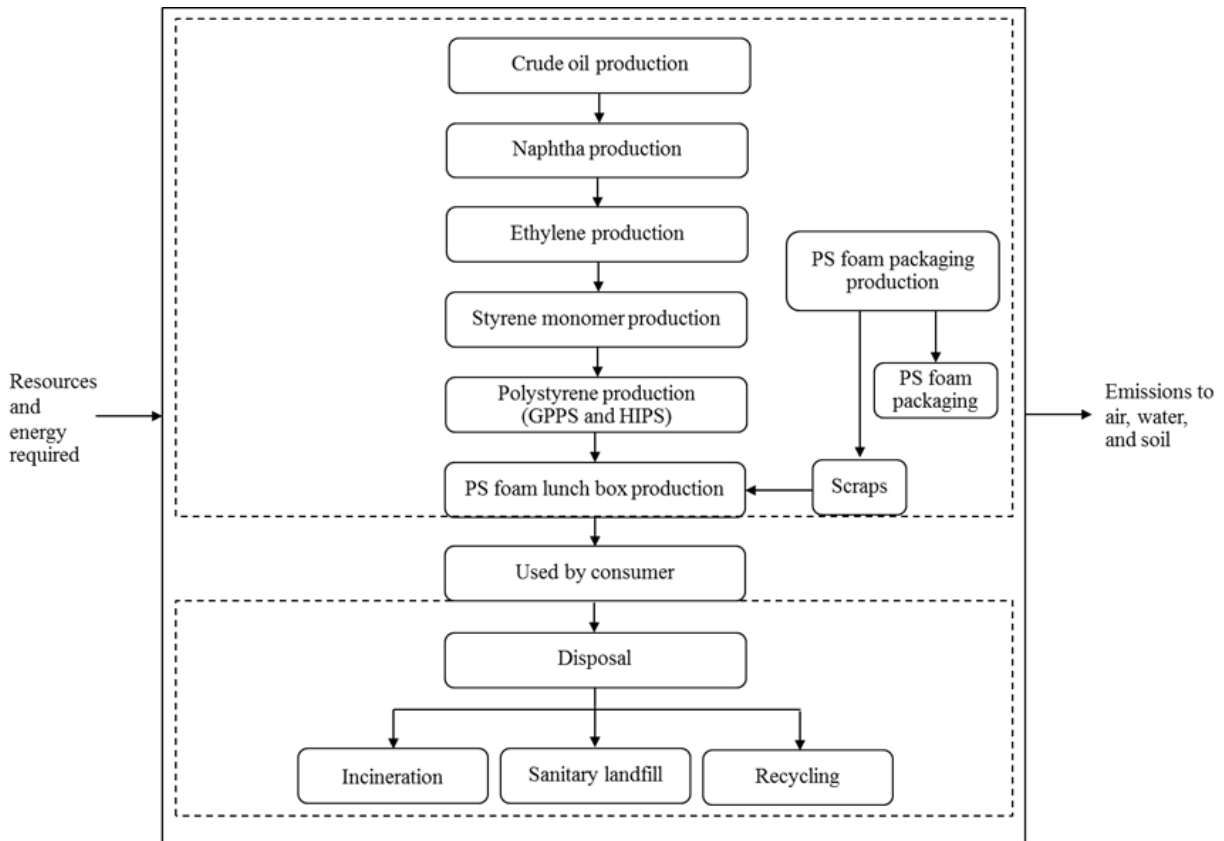 Crude oil production
Naphtha production
Ethylene production
Styrene monomer production
Polystyrene production
(GPPS and HIPS)
PS foam lunch box production
PS foam packaging
production
PS foam
packaging
Scraps
Used by consumer
Disposal
Incineration
Sanitary landfill
Recycling
Resources
and
energy
required
Emissions to
air, water,
and soil